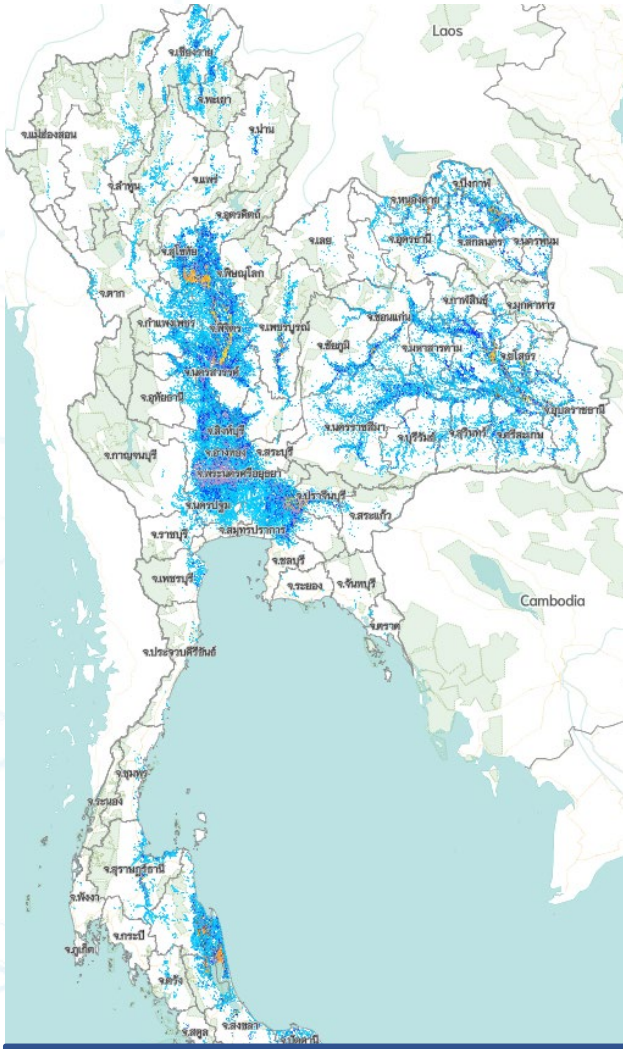 Laos
จ.เชียงราย
จ.พะเยา
จ.แม่ฮ่องสอน
จ.น่าน
จ.ลำพูน
จ.แพร่
จ.บึงกาฬ
จ.หนองคาย
จ.อุตรดิตถ์
จ.เลย
จ.อุดรธานี
จ.สกลนคร
จ.นครพนม
จ.สุโขทัย
จ.พิษณุโลก
จ.ตาก
จ.กาฬสินธุ์
จ.มุกดาหาร
จ.กำแพงเพชร
จ.พิจิตร
จ.เพชรบูรณ์
จ.ขอนแก่น
จ.ชัยภูมิ
จ.มหาสารคาม
จ.ยโสธร
จ.นครสวรรค์
จ.อุทัยธานี
จ.อุบลราชธานี
จ.สิงห์บุรี
จ.นครราชสีมา
จ.บุรีรัมย์
จ.สุรินทร์
จ.ศรีสะเกษ
จ.อ่างทอง
จ.สระบุรี
จ.กาญจนบุรี
จ.พระนครศรีอยุธยา
จ.ปราจีนบุรี
จ.นครปฐม
จ.สระแก้ว
จ.สมุทรปราการ
จ.ราชบุรี
จ.ชลบุรี
จ.เพชรบุรี
จ.ระยอง
จ.จันทบุรี
Cambodia
จ.ตราด
จ.ประจวบคีรีขันธ์
จ.ชุมพร
จ.ระนอง
จ.สุราษฎร์ธานี
จ.พังงา
จ.กระบี่
จ.ภูเก็ต
จ.ตรัง
จ.สงขลา
จ.สตูล
จ.ปัตตานี